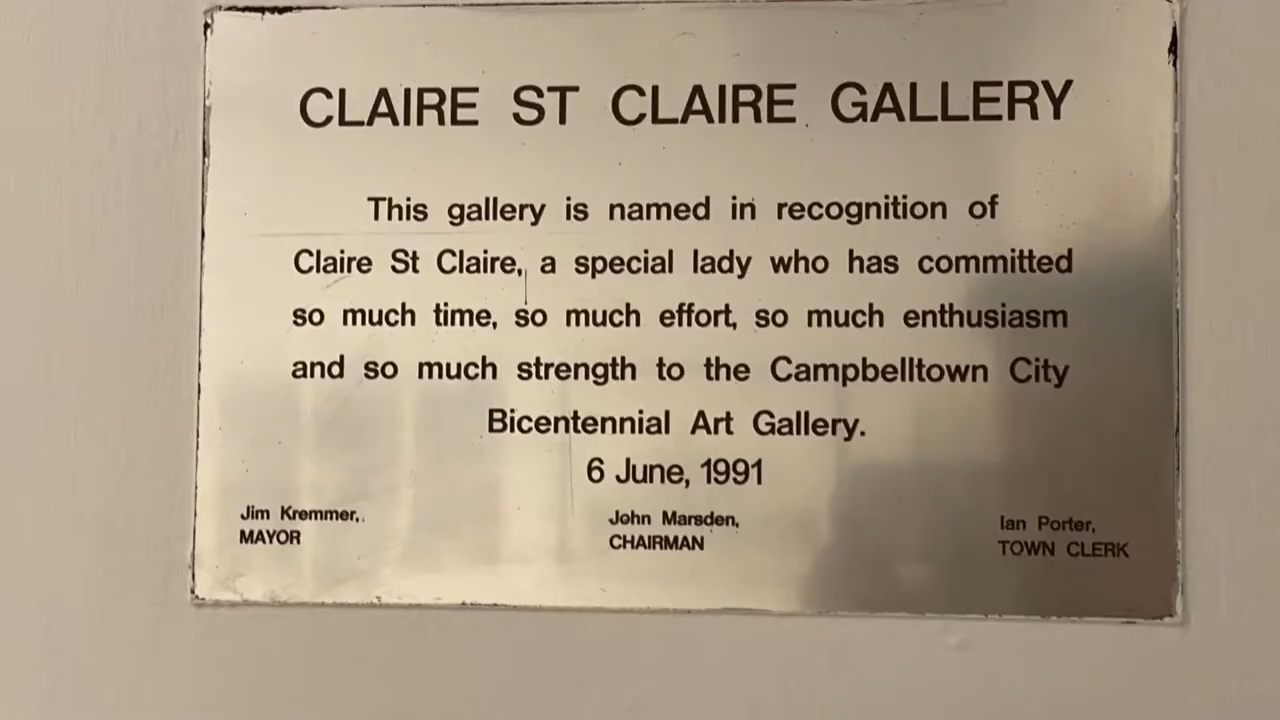 CLAIRE ST CLAIRE GALLERY
This gallery is named in recognition of
Claire St Claire, a special lady who has committed
so much time, so much effort, so much enthusiasm
and so much strength to the Campbelltown City
Bicentennial Art Gallery.
6 June, 1991
Jim Kremmer,
MAYOR
John Marsden,
CHAIRMAN
Ian Porter,
TOWN CLERK